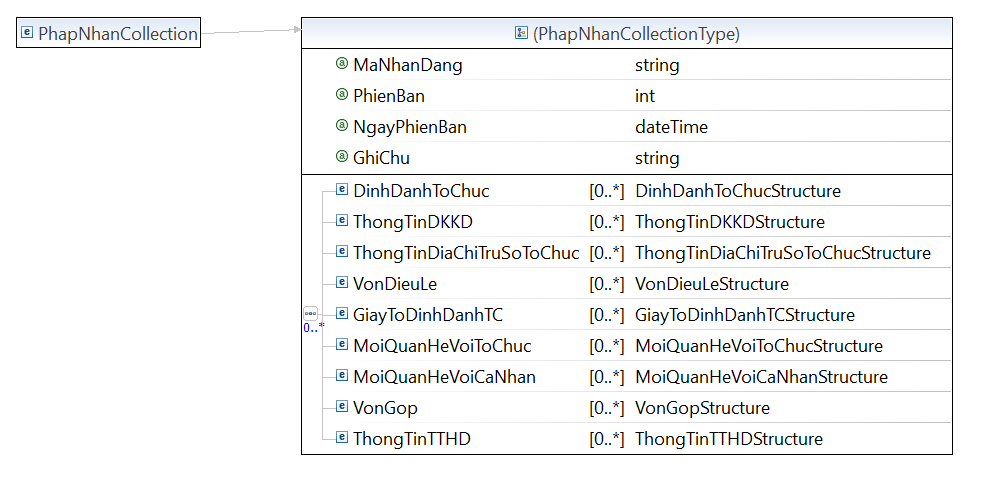 PhapNhanCollection
(PhapNhanCollectionType)
MaNhanDang string
PhienBan int
NgayPhienBan dateTime
GhiChu string
DinhDanhToChuc [0..*] DinhDanhToChucStructure
ThongTinDKKD [0..*] ThongTinDKKDStructure
ThongTinDiaChiTruSoToChuc [0..*] ThongTinDiaChiTruSoToChucStructure
VonDieuLe [0..*] VonDieuLeStructure
GiayToDinhDanhTC [0..*] GiayToDinhDanhTCStructure
0..*
MoiQuanHeVoiToChuc [0..*] MoiQuanHeVoiToChucStructure
MoiQuanHeVoiCaNhan [0..*] MoiQuanHeVoiCaNhanStructure
VonGop [0..*] VonGopStructure
ThongTinTTHD [0..*] ThongTinTTHDStructure